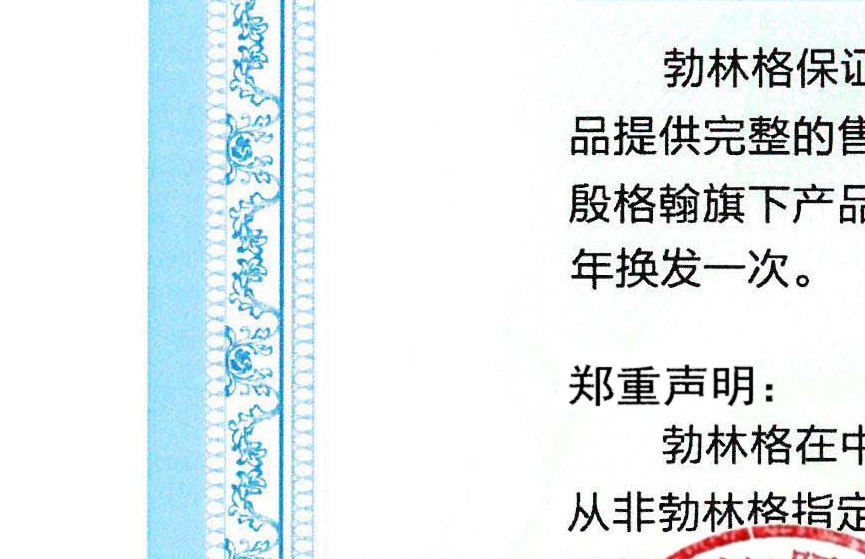 勃林格保证
品提供完整的售
殷格翰旗下产品
年换发一次。
郑重声明：
勃林格在中
从非勃林格指定